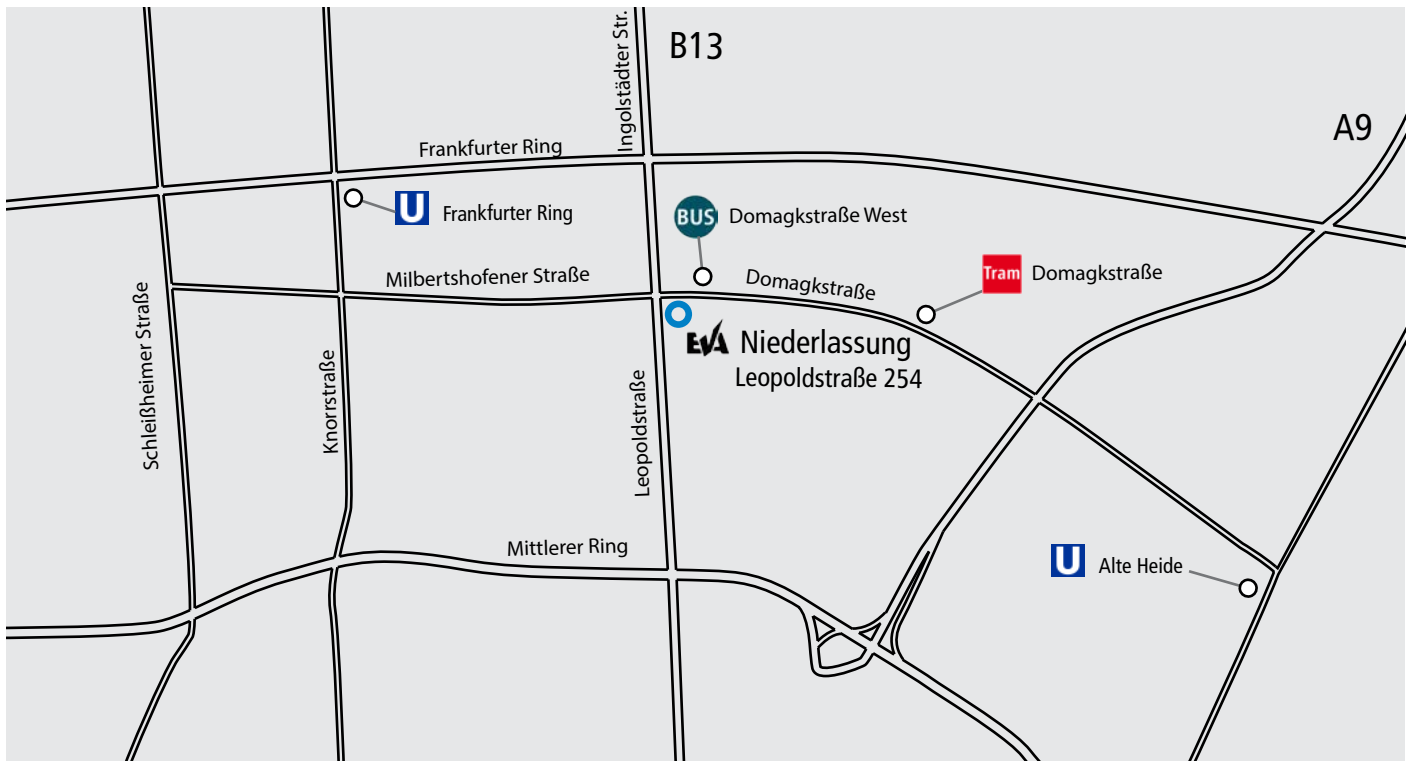 Ingolstädter Str.
B13
A9
Frankfurter Ring
U Frankfurter Ring
BUS Domagkstraße West
Milbertshofener Straße
Domagkstraße
Tram Domagkstraße
EVA Niederlassung
Leopoldstraße 254
Schleißheimer Straße
Knorrstraße
Leopoldstraße
Mittlerer Ring
U Alte Heide